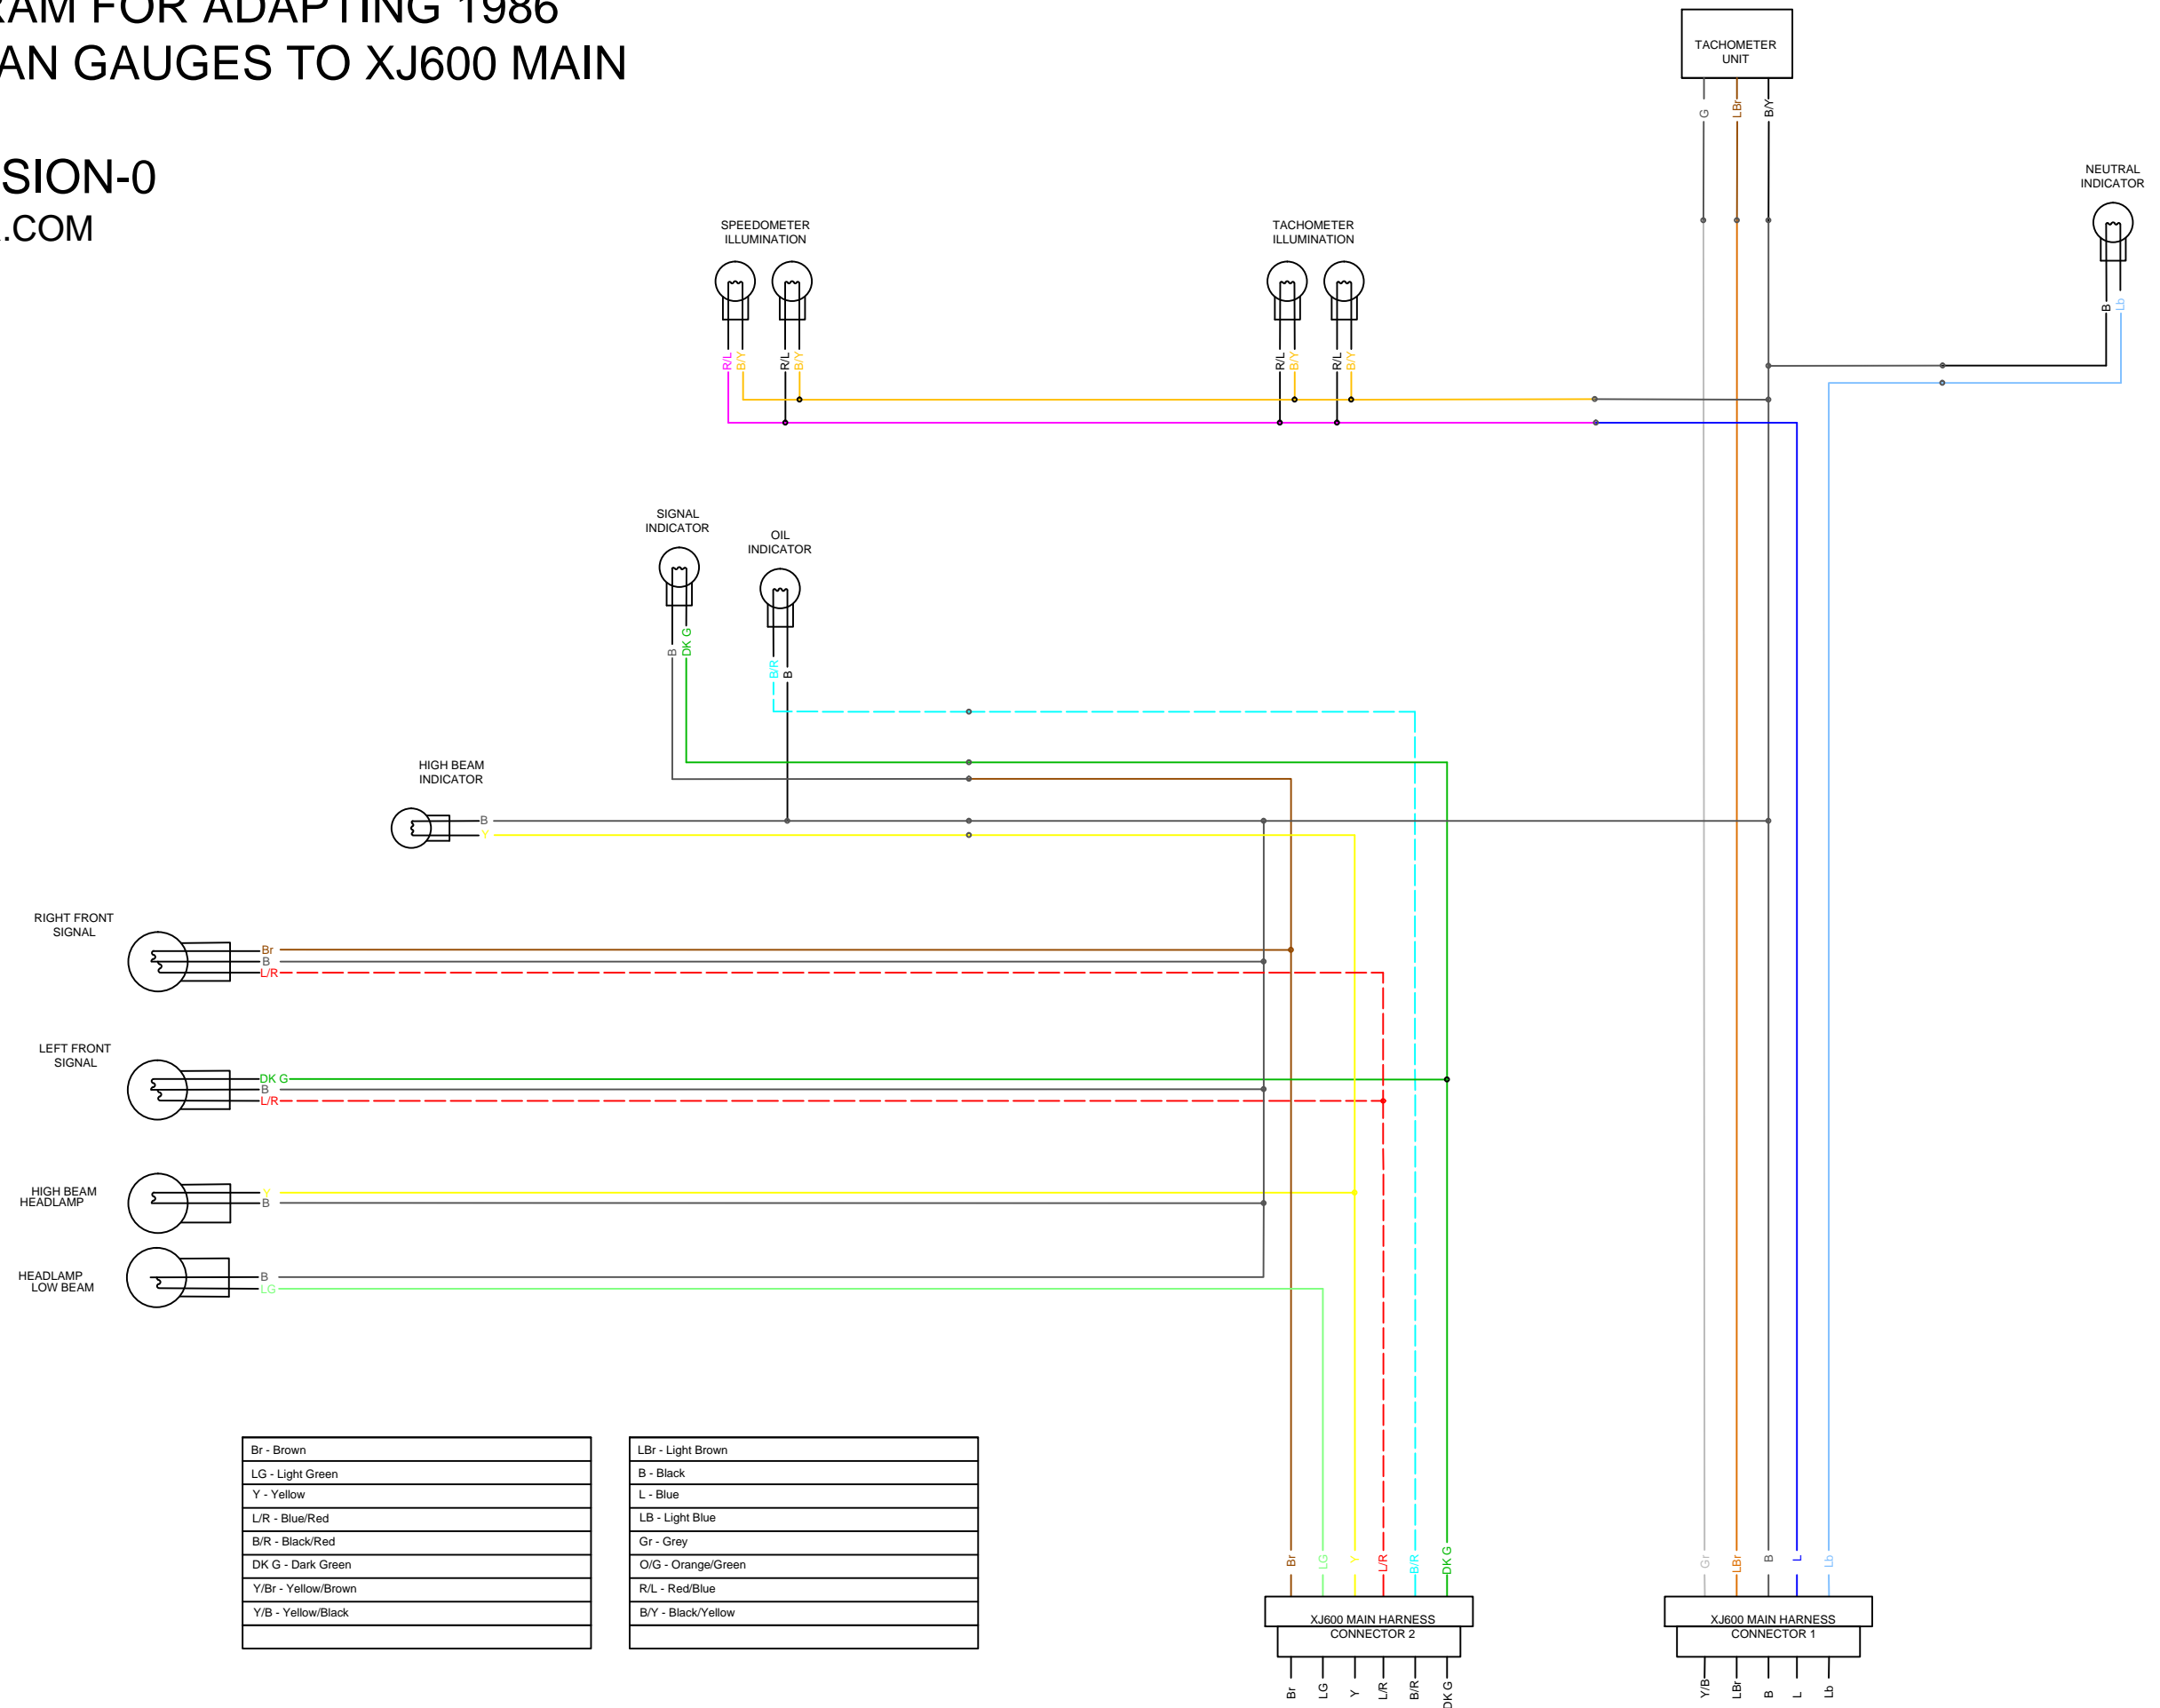 RAM FOR ADAPTING 1986
AN GAUGES TO XJ600 MAIN
SION-0
.COM
TACHOMETER
UNIT
G
LBr
B/Y
NEUTRAL
INDICATOR
B
Lb
SPEEDOMETER
ILLUMINATION
R/L
B/Y
R/L
B/Y
TACHOMETER
ILLUMINATION
R/L
B/Y
R/L
B/Y
SIGNAL
INDICATOR
B
DK G
OIL
INDICATOR
B/R
B
HIGH BEAM
INDICATOR
B
Y
RIGHT FRONT
SIGNAL
Br
B
L/R
LEFT FRONT
SIGNAL
DK G
B
L/R
HIGH BEAM
HEADLAMP
Y
B
HEADLAMP
LOW BEAM
B
LG
Br - Brown
LG - Light Green
Y - Yellow
L/R - Blue/Red
B/R - Black/Red
DK G - Dark Green
Y/Br - Yellow/Brown
Y/B - Yellow/Black
LBr - Light Brown
B - Black
L - Blue
LB - Light Blue
Gr - Grey
O/G - Orange/Green
R/L - Red/Blue
B/Y - Black/Yellow
Br
LG
Y
L/R
B/R
DK G
XJ600 MAIN HARNESS
CONNECTOR 2
Br
LG
Y
L/R
B/R
DK G
Gr
LBr
B
L
Lb
XJ600 MAIN HARNESS
CONNECTOR 1
Y/B
LBr
B
L
Lb